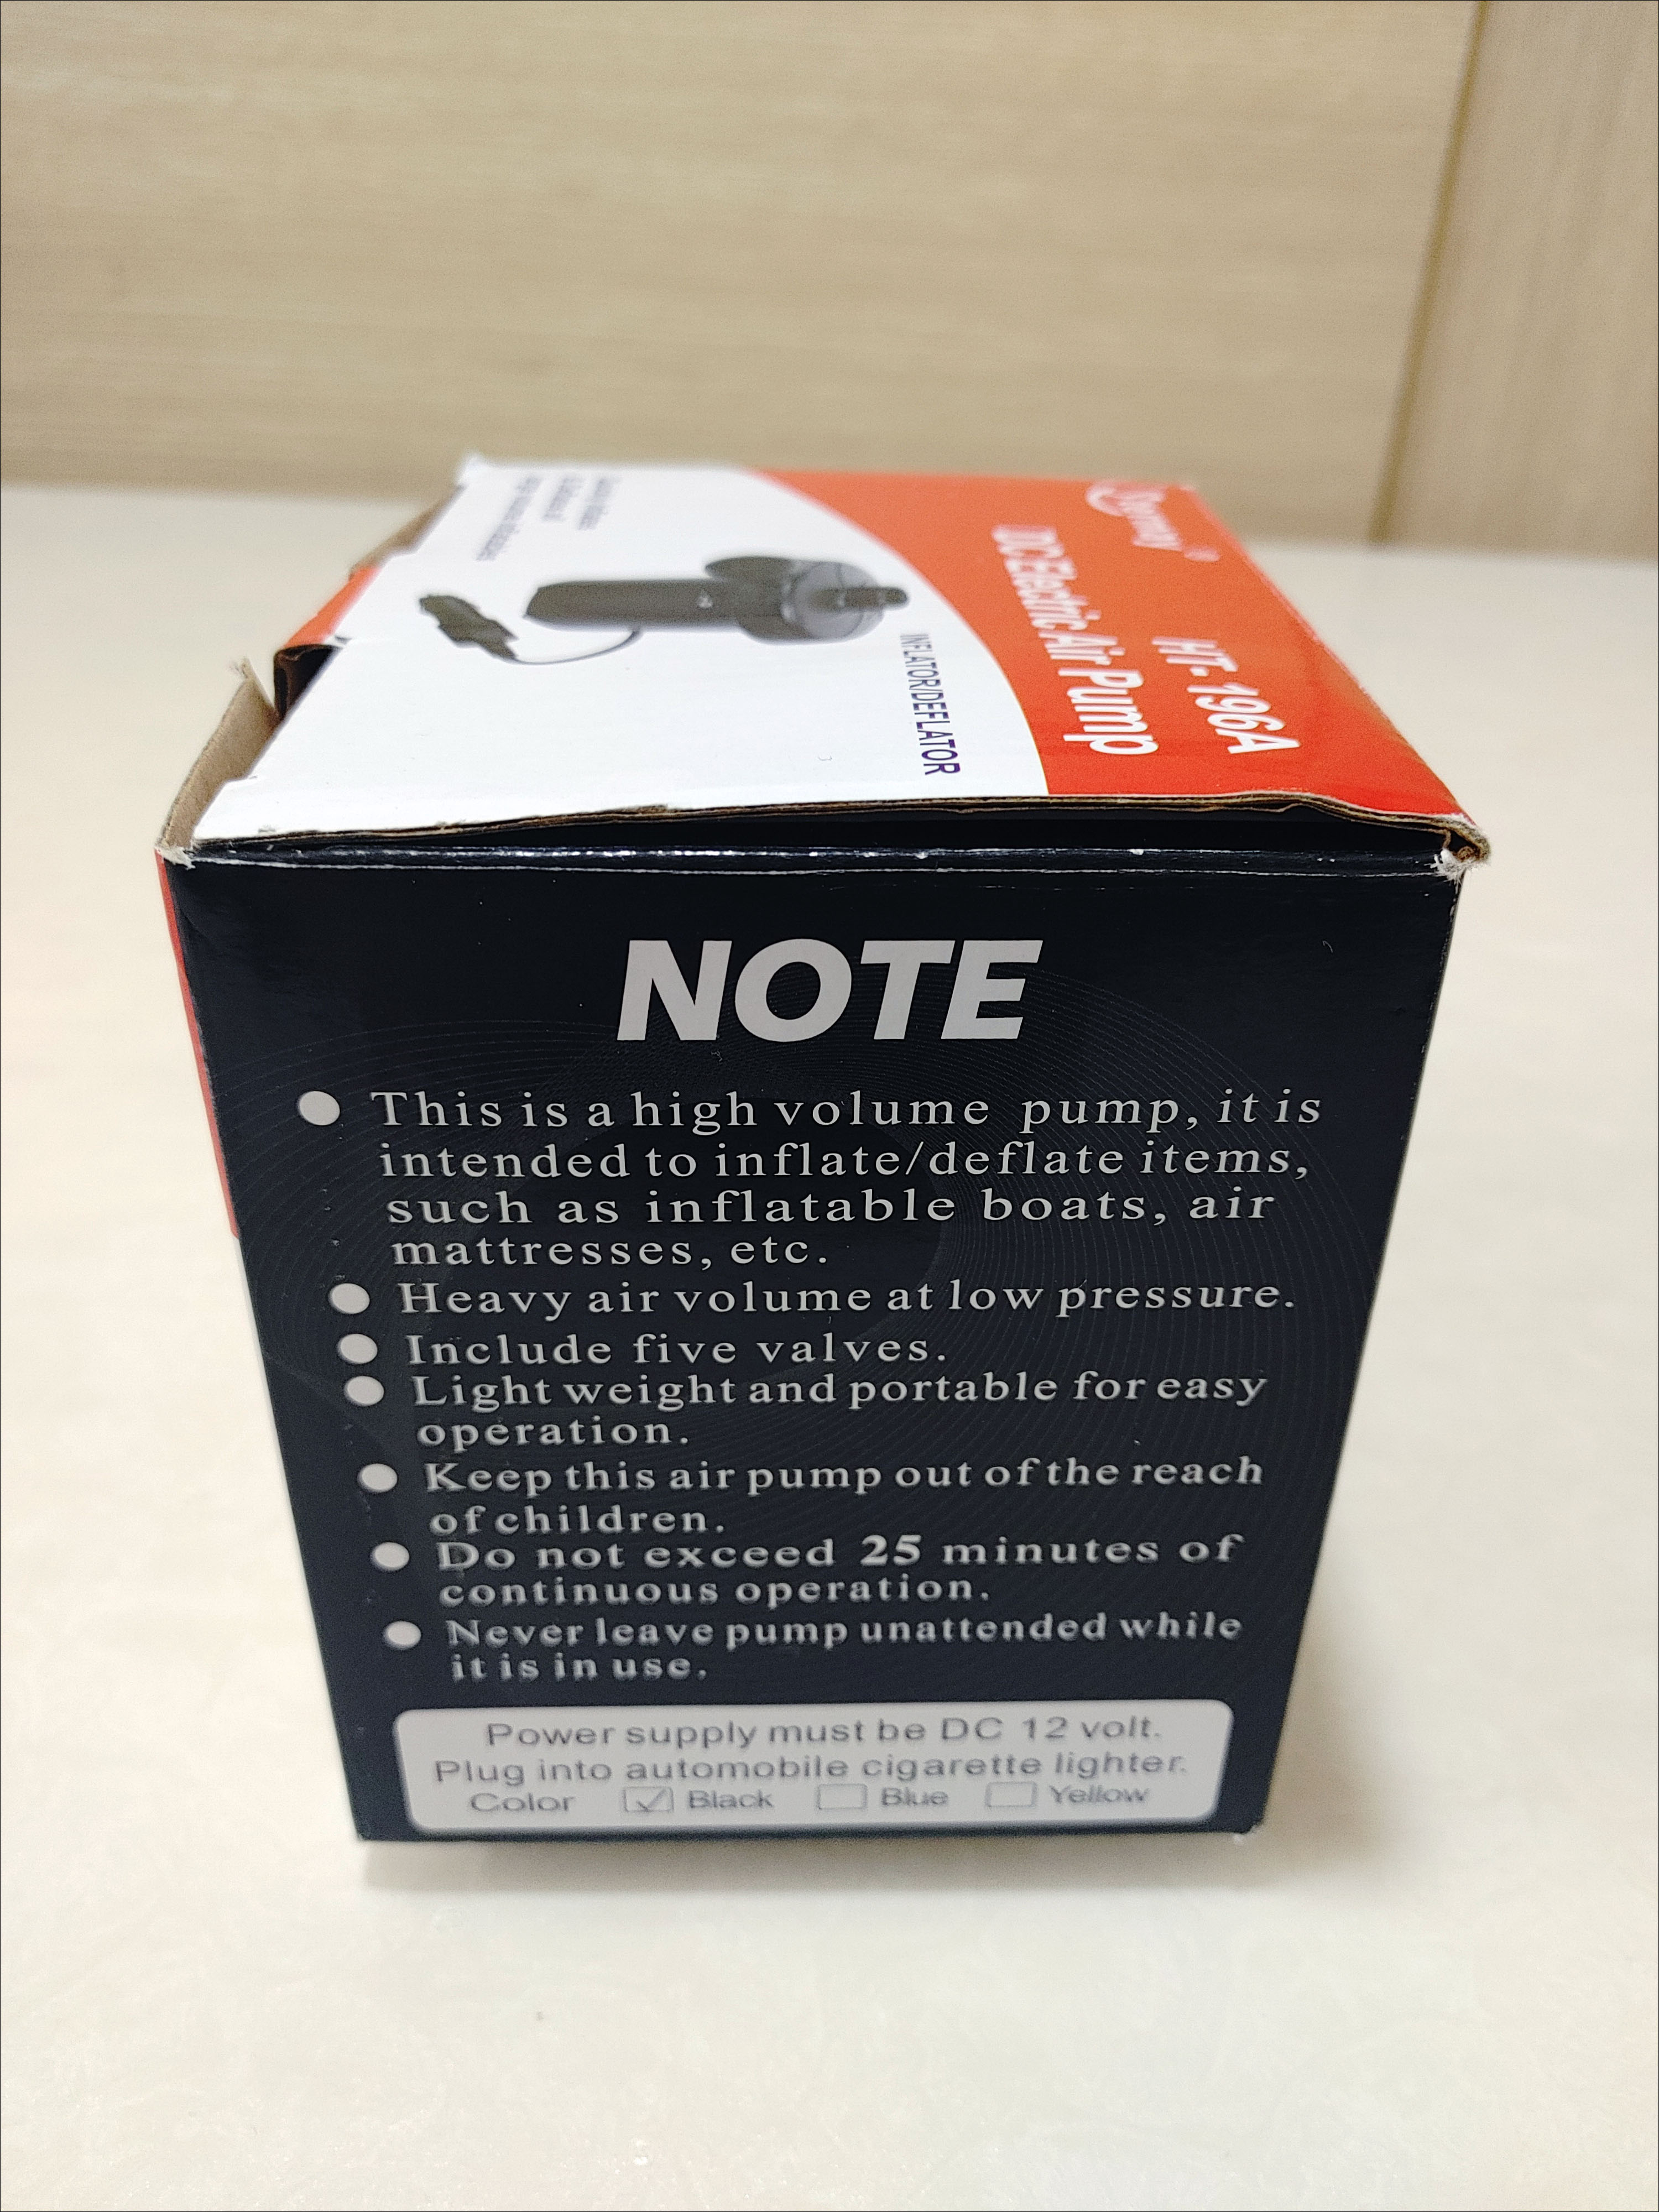 Stermay ®
HT-196A
DC Electric Air Pump
INFLATOR/DEFLATOR
NOTE
● This is a high volume pump, it is
intended to inflate/deflate items,
such as inflatable boats, air
mattresses, etc.
● Heavy air volume at low pressure.
● Include five valves.
● Light weight and portable for easy
operation.
● Keep this air pump out of the reach
of children.
● Do not exceed 25 minutes of
continuous operation.
● Never leave pump unattended while
it is in use.
Power supply must be DC 12 volt.
Plug into automobile cigarette lighter.
Color ☑ Black ☐ Blue ☐ Yellow